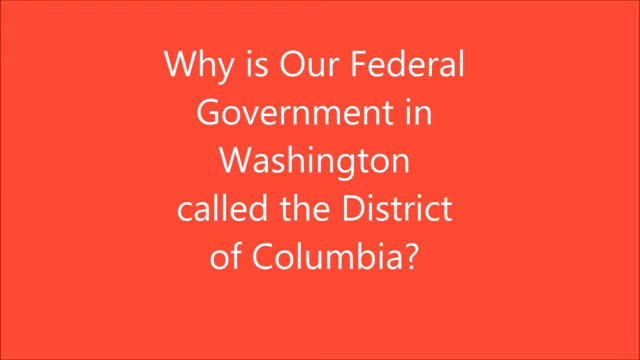 Why is Our Federal
Government in
Washington
called the District
of Columbia?